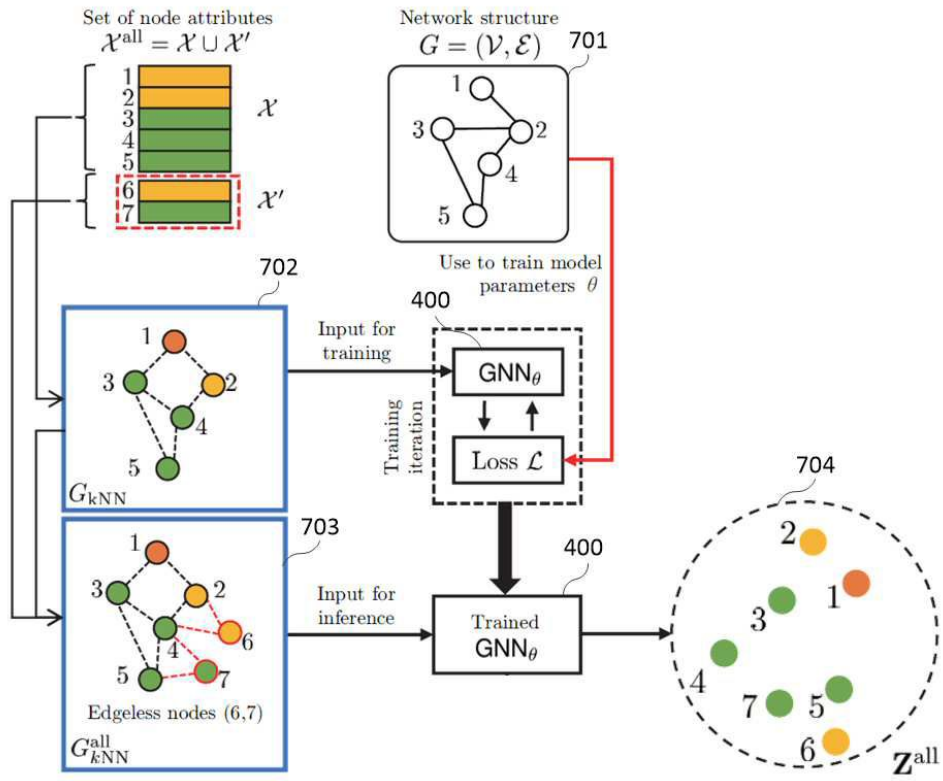 Set of node attributes
𝒳^all = 𝒳 ∪ 𝒳′
1
2
3
4
5
𝒳
6
7
𝒳′
Network structure
G = (𝒱, ℰ)
701
1
3
2
4
5
Use to train model
parameters θ
702
1
3
2
4
5
G_kNN
Input for
training
400
GNN_θ
Training
iteration
Loss ℒ
703
1
3
2
4
6
5
7
Edgeless nodes (6,7)
G^all_kNN
Input for
inference
400
Trained
GNN_θ
704
2
1
3
4
7
5
6
Z^all